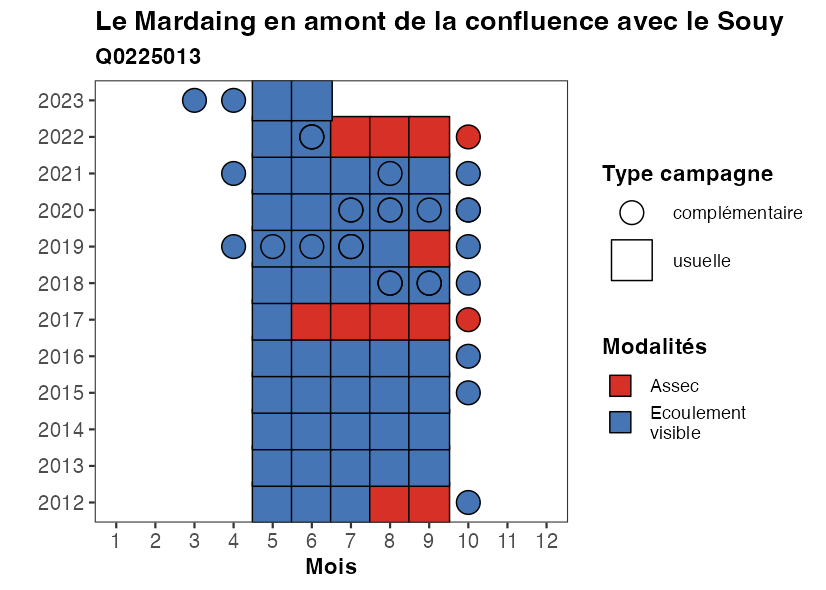 Le Mardaing en amont de la confluence avec le Souy
Q0225013
2023
2022
2021
2020
2019
2018
2017
2016
2015
2014
2013
2012
1 2 3 4 5 6 7 8 9 10 11 12
Mois
Type campagne
complémentaire
usuelle
Modalités
Assec
Ecoulement
visible